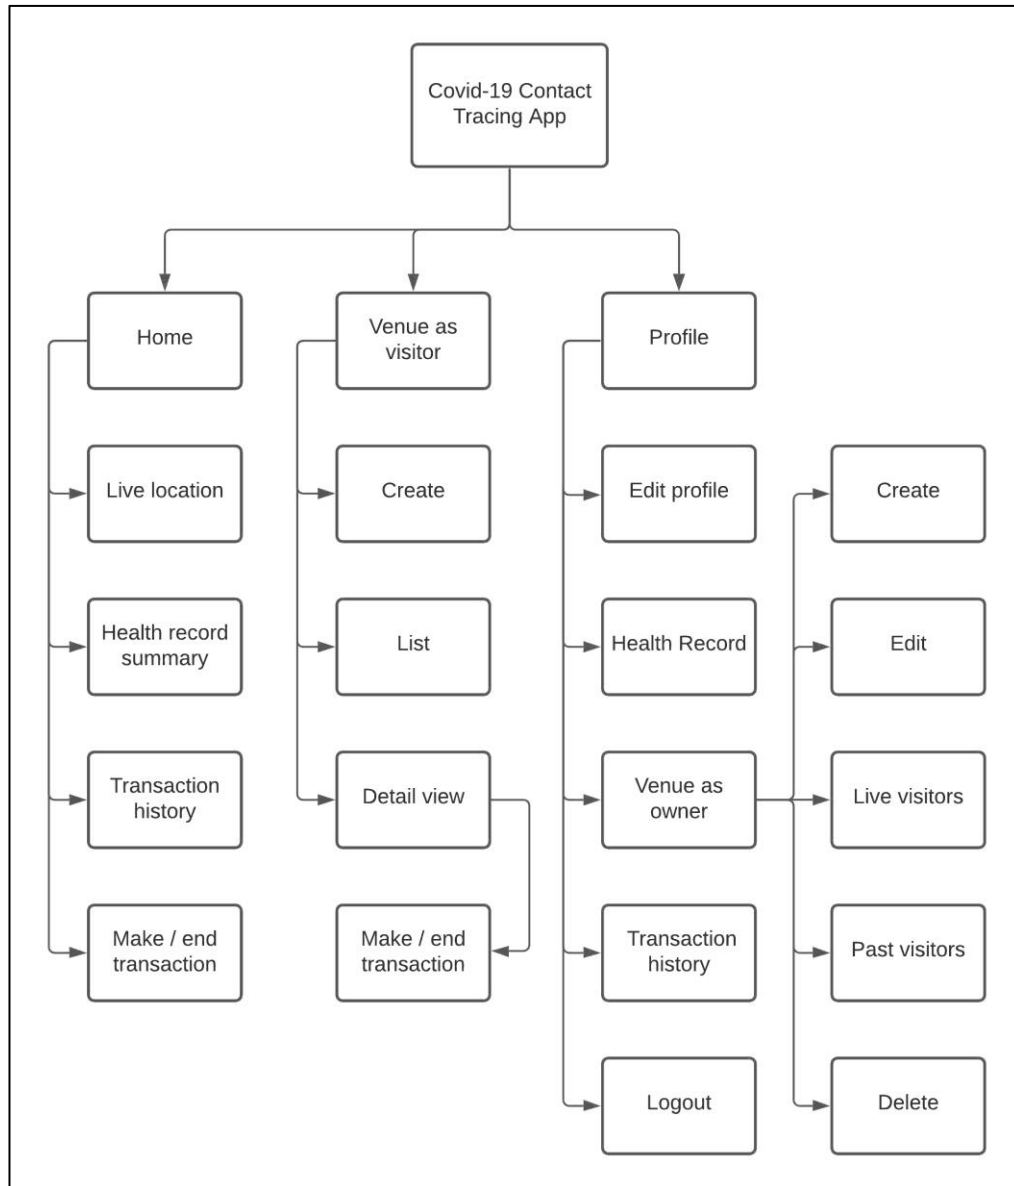 Covid-19 Contact
Tracing App
Home
Venue as
visitor
Profile
Live location
Create
Edit profile
Create
Health record
summary
List
Health Record
Edit
Transaction
history
Detail view
Venue as
owner
Live visitors
Past visitors
Make / end
transaction
Make / end
transaction
Transaction
history
Logout
Delete